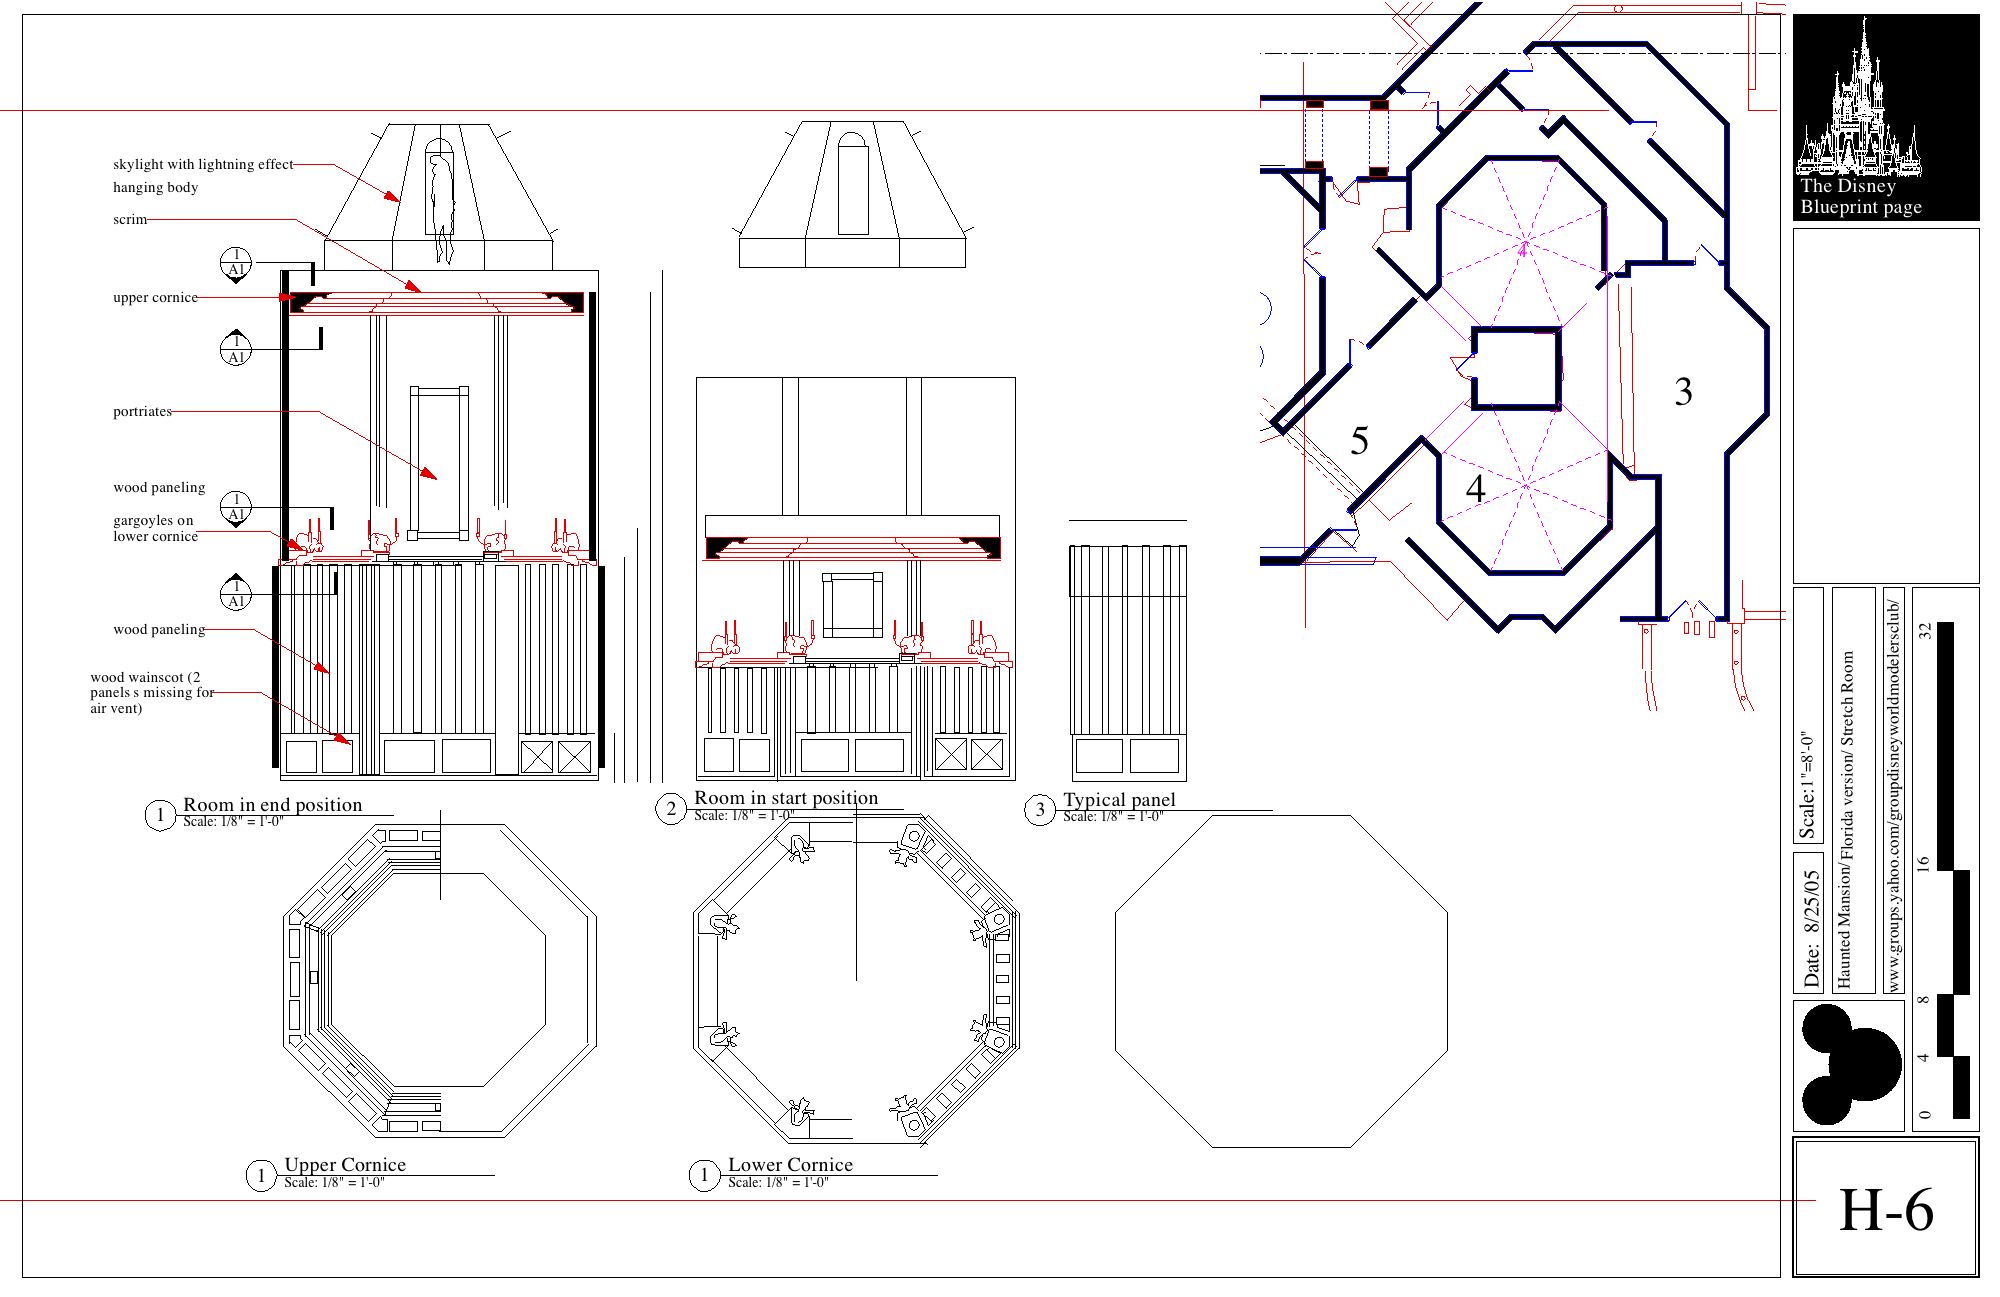 skylight with lightning effect
hanging body
scrim
1
A1
upper cornice
1
A1
portriates
wood paneling
1
A1
gargoyles on
lower cornice
1
A1
wood paneling
wood wainscot (2
panels s missing for
air vent)
1
Room in end position
Scale: 1/8" = 1'-0"
2
Room in start position
Scale: 1/8" = 1'-0"
3
Typical panel
Scale: 1/8" = 1'-0"
1
Upper Cornice
Scale: 1/8" = 1'-0"
1
Lower Cornice
Scale: 1/8" = 1'-0"
4
3
5
4
The Disney
Blueprint page
Date: 8/25/05
Scale:1"=8'-0"
Haunted Mansion/ Florida version/ Stretch Room
www.groups.yahoo.com/groupdisneyworldmodelersclub/
32
16
8
4
0
H-6